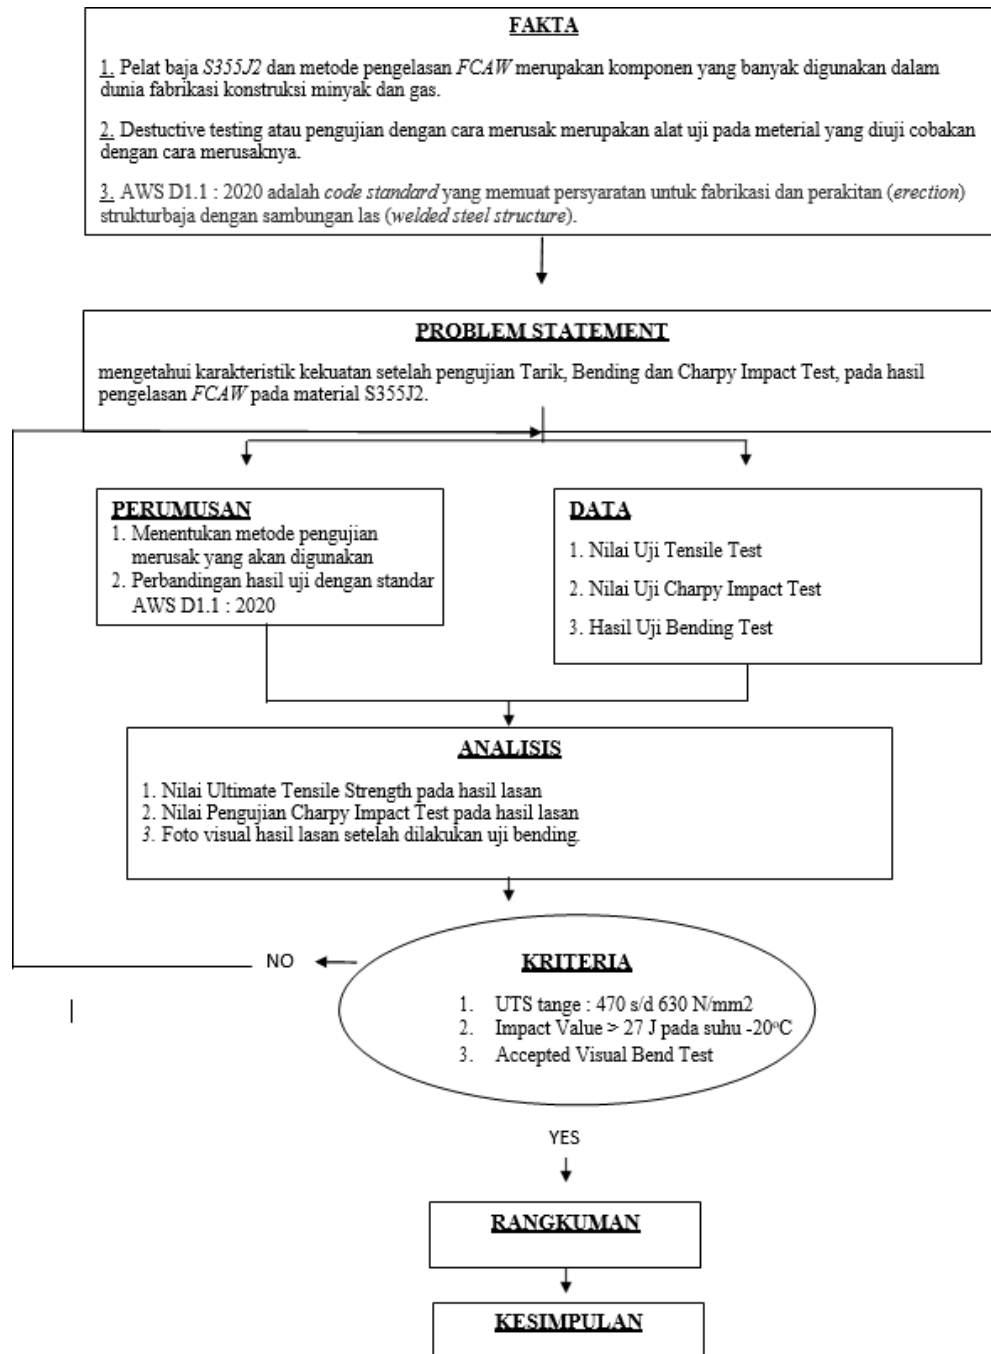 FAKTA
1. Pelat baja S355J2 dan metode pengelasan FCAW merupakan komponen yang banyak digunakan dalam
dunia fabrikasi konstruksi minyak dan gas.
2. Destuctive testing atau pengujian dengan cara merusak merupakan alat uji pada meterial yang diuji cobakan
dengan cara merusaknya.
3. AWS D1.1 : 2020 adalah code standard yang memuat persyaratan untuk fabrikasi dan perakitan (erection)
strukturbaja dengan sambungan las (welded steel structure).
PROBLEM STATEMENT
mengetahui karakteristik kekuatan setelah pengujian Tarik, Bending dan Charpy Impact Test, pada hasil
pengelasan FCAW pada material S355J2.
PERUMUSAN
1. Menentukan metode pengujian
merusak yang akan digunakan
2. Perbandingan hasil uji dengan standar
AWS D1.1 : 2020
DATA
1. Nilai Uji Tensile Test
2. Nilai Uji Charpy Impact Test
3. Hasil Uji Bending Test
ANALISIS
1. Nilai Ultimate Tensile Strength pada hasil lasan
2. Nilai Pengujian Charpy Impact Test pada hasil lasan
3. Foto visual hasil lasan setelah dilakukan uji bending.
NO
KRITERIA
1. UTS tange : 470 s/d 630 N/mm2
2. Impact Value > 27 J pada suhu -20°C
3. Accepted Visual Bend Test
YES
RANGKUMAN
KESIMPULAN